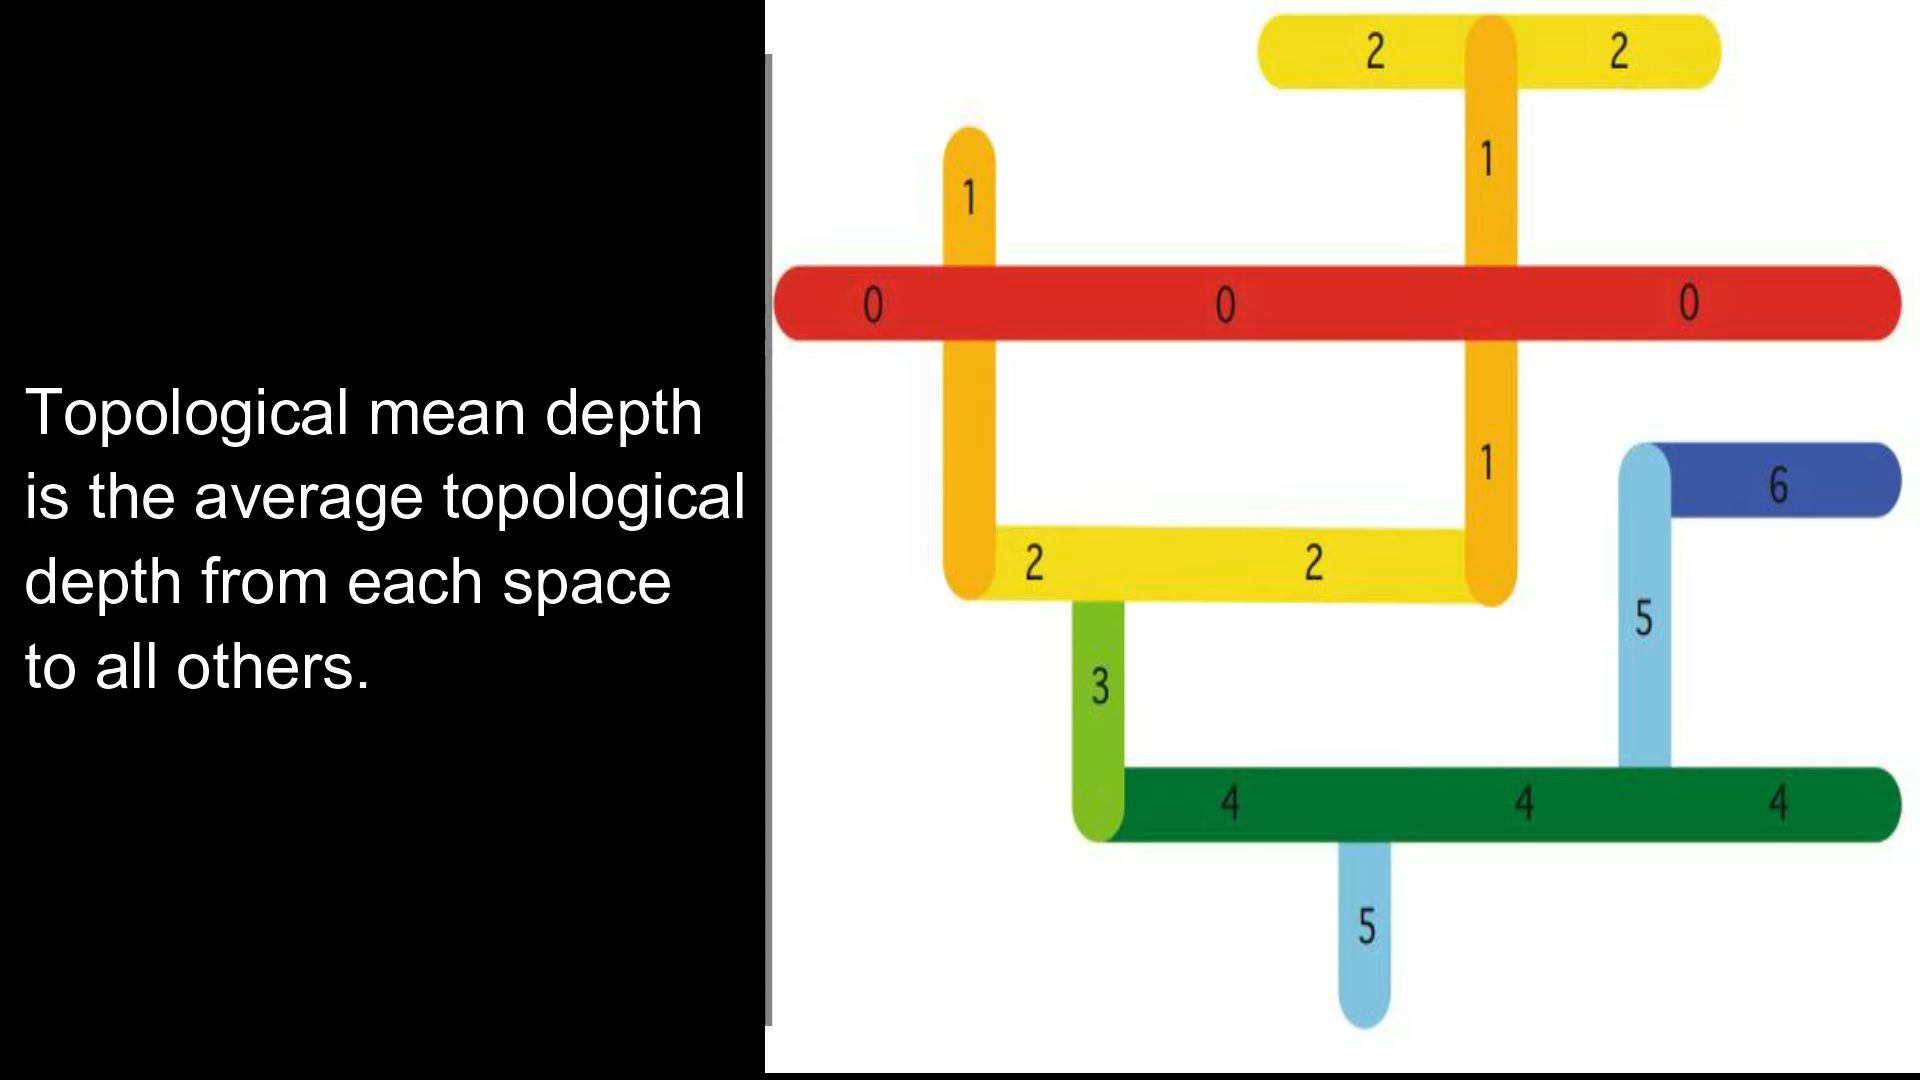 Topological mean depth
is the average topological
depth from each space
to all others.
2 2
1
1
0 0 0
1
6
2 2
5
3
4 4 4
5